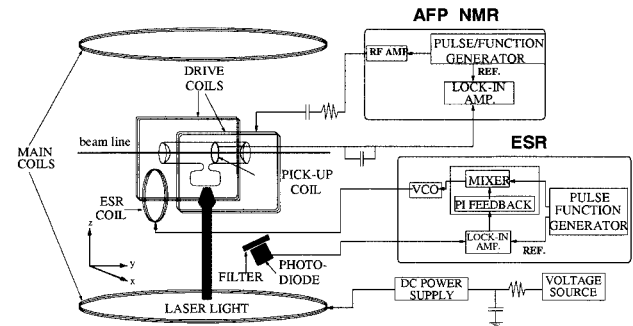 AFP NMR
PULSE/FUNCTION
GENERATOR
RF AMP
REF.
LOCK-IN
AMP.
DRIVE
COILS
MAIN
COILS
beam line
PICK-UP
COIL
ESR
COIL
ESR
MIXER
VCO
PI FEEDBACK
PULSE
FUNCTION
GENERATOR
LOCK-IN
AMP.
REF.
z
y
x
FILTER
PHOTO-
DIODE
LASER LIGHT
DC POWER
SUPPLY
VOLTAGE
SOURCE